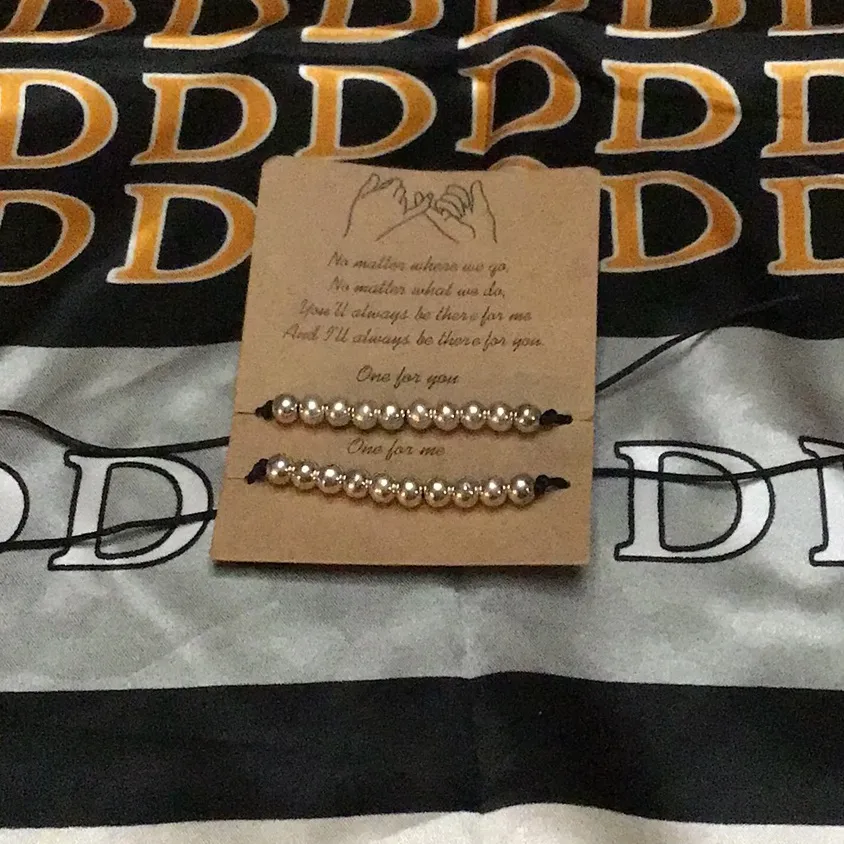 D D D D D D
D D D D D D
D D D D
No matter where we go,
No matter what we do,
You'll always be there for me
And I'll always be there for you.
One for you
One for me
D D D D